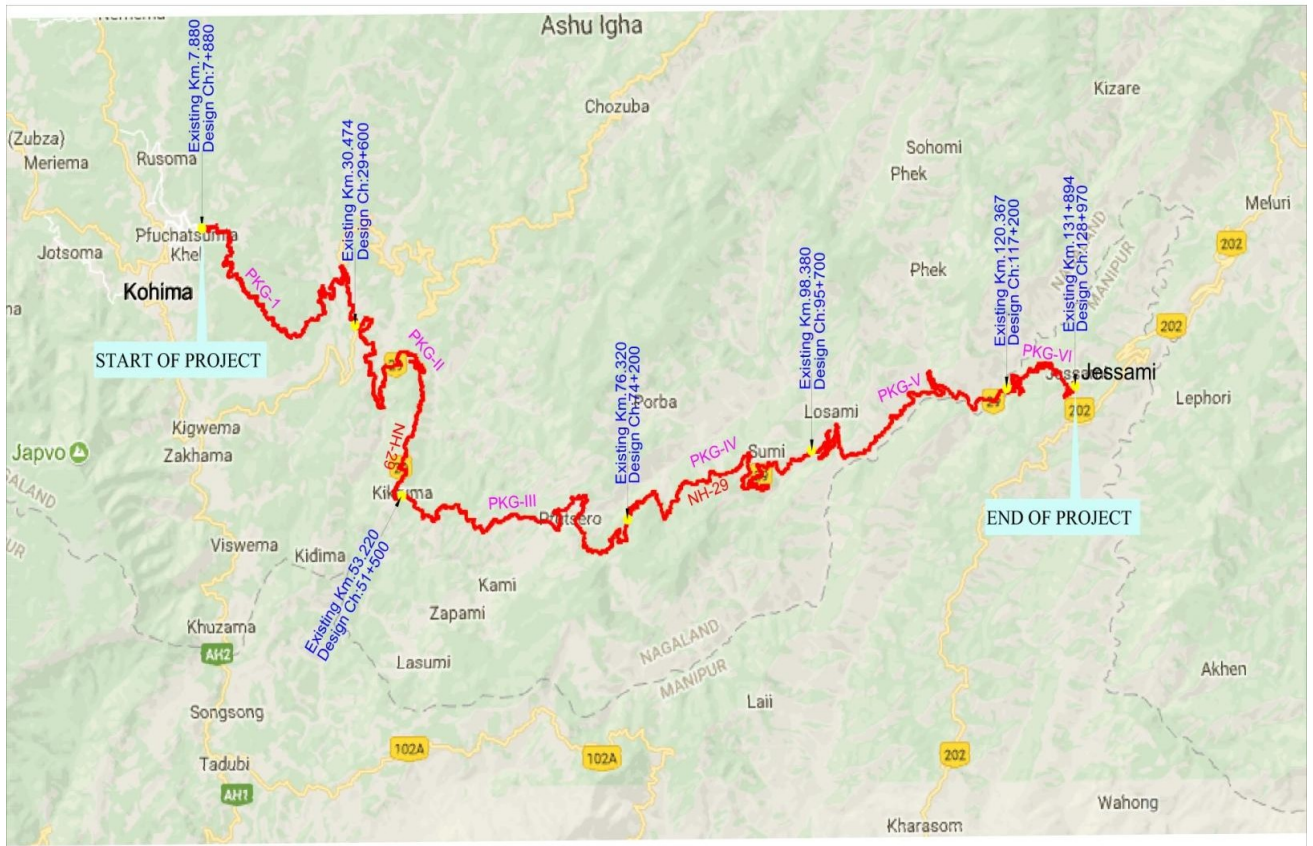 Nerhema
Ashu Igha
Existing Km.7.880
Design Ch:7+880
Chozuba
Kizare
(Zubza)
Meriema
Rusoma
Existing Km.30.474
Design Ch:29+600
Sohomi
Phek
Existing Km.120.367
Design Ch:117+200
Existing Km.131+894
Design Ch:128+970
Meluri
Pfuchatsuma
Khel
Jotsoma
Kohima
PKG-1
NAGALAND
MANIPUR
202
Phek
Existing Km.98.380
Design Ch:95+700
202
START OF PROJECT
PKG-II
PKG-VI
Jessami
Jessami
PKG-V
Existing Km.76.320
Design Ch:74+200
Porba
Losami
202
Lephori
Kigwema
Zakhama
Japvo
NH-29
PKG-IV
Sumi
NH-29
NAGALAND
Kikruma
PKG-III
Pfutsero
END OF PROJECT
Viswema
Kidima
Existing Km.53.220
Design Ch:51+500
Kami
Zapami
Khuzama
AH2
NAGALAND
MANIPUR
Lasumi
Laii
Akhen
Songsong
102A
102A
202
Tadubi
AH1
Wahong
Kharasom